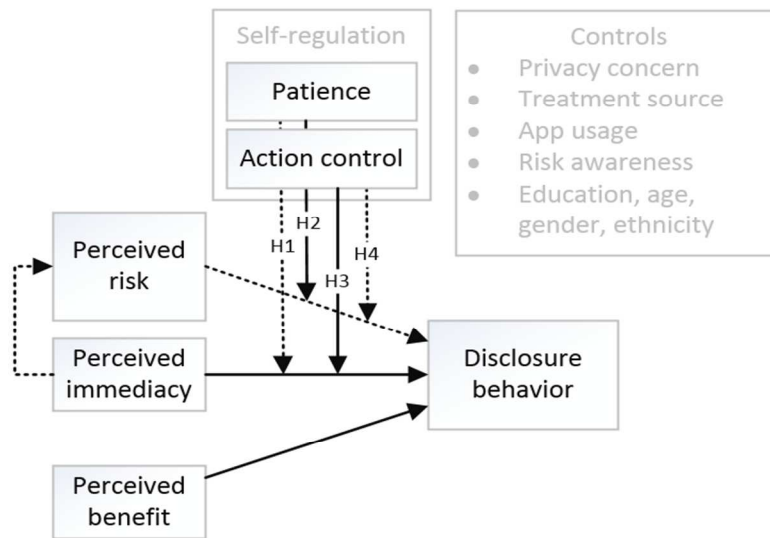 Self-regulation
Patience
Action control
Controls
● Privacy concern
● Treatment source
● App usage
● Risk awareness
● Education, age,
gender, ethnicity
H1
H2
H3
H4
Perceived
risk
Perceived
immediacy
Perceived
benefit
Disclosure
behavior